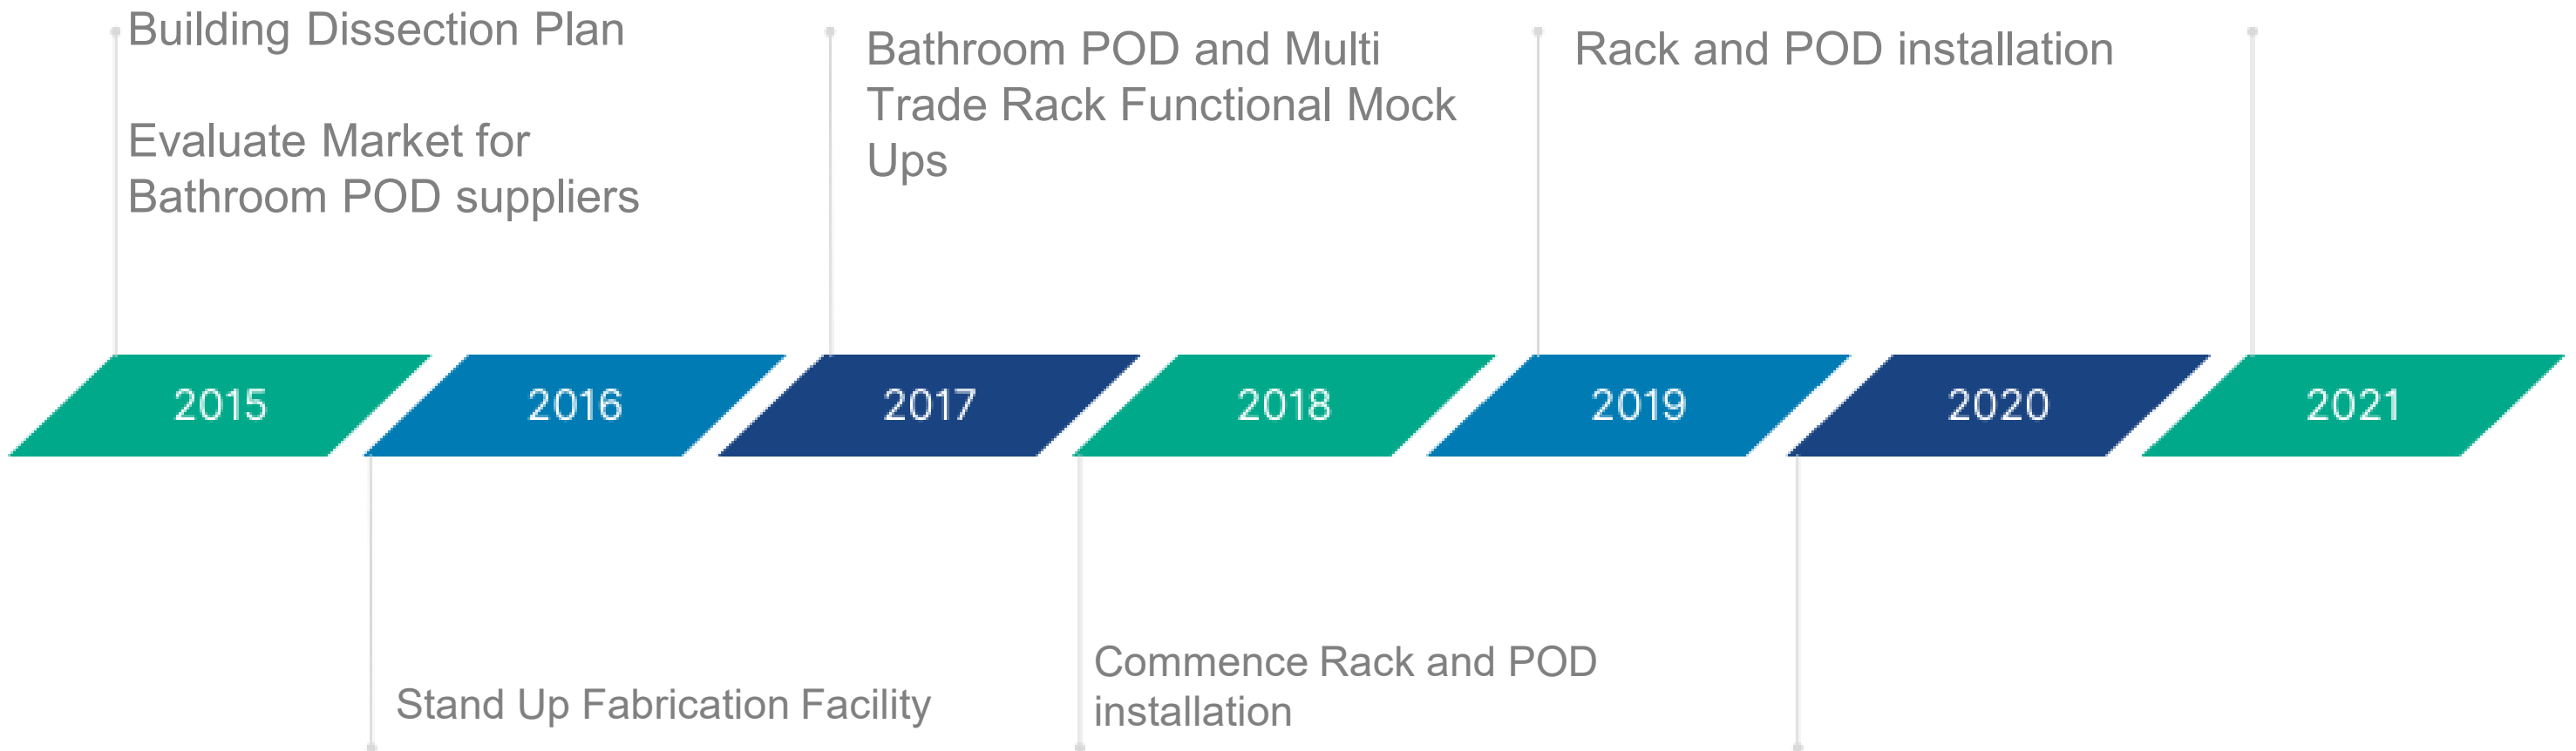 Building Dissection Plan
Evaluate Market for
Bathroom POD suppliers
Bathroom POD and Multi
Trade Rack Functional Mock
Ups
Rack and POD installation
2015
2016
2017
2018
2019
2020
2021
Stand Up Fabrication Facility
Commence Rack and POD
installation